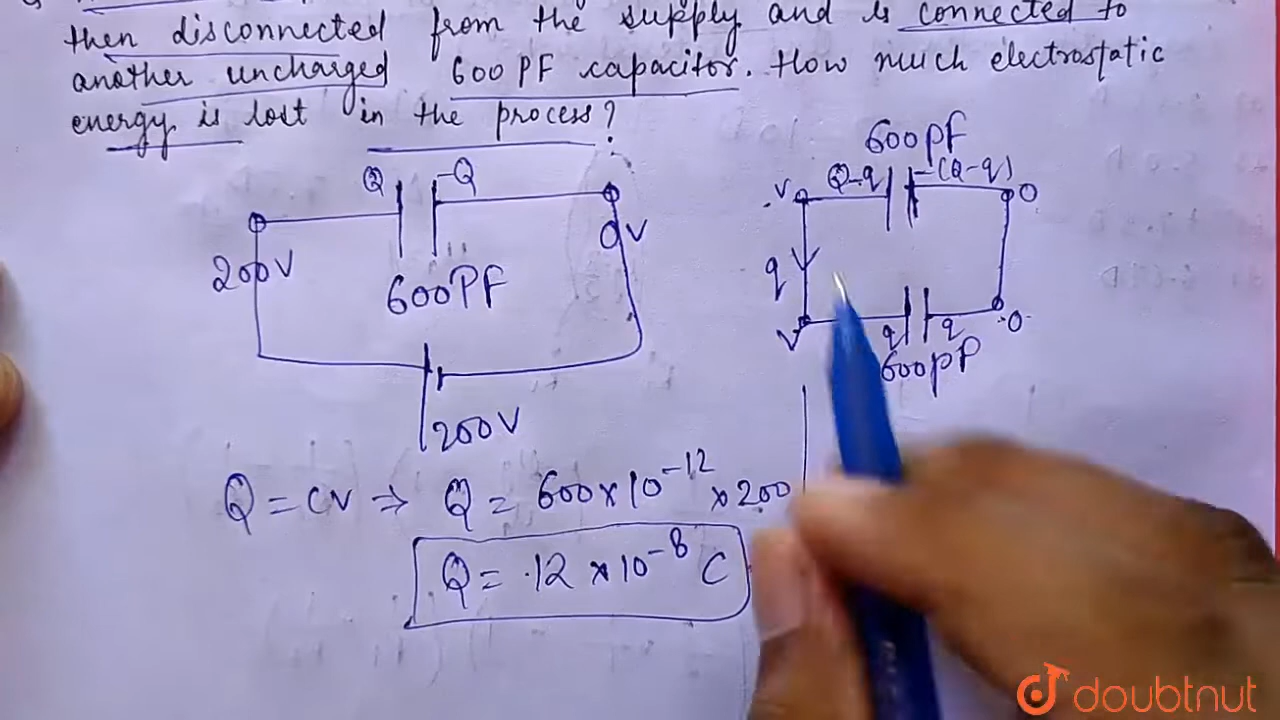 then disconnected from the supply and is connected to
another uncharged 600 PF capacitor. How much electrostatic
energy is lost in the process?
600pF
Q -Q
V Q-q -(Q-q) 0
200V 0V
600PF
q
V q q 0
600pF
200V
Q = CV ⇒ Q = 600×10⁻¹² × 200
Q = .12 × 10⁻⁸ C
doubtnut